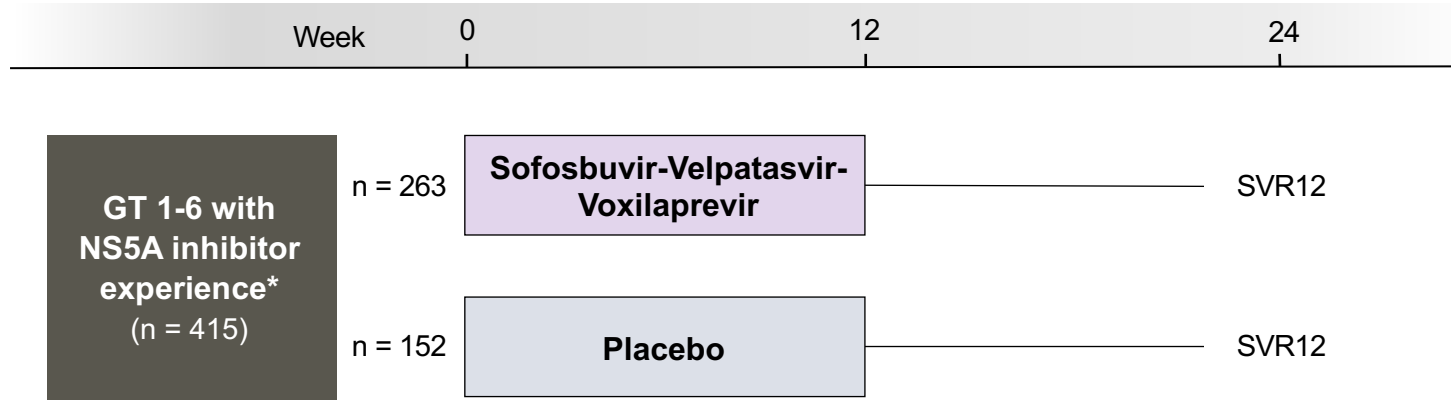 Week 0 12 24
GT 1-6 with
NS5A inhibitor
experience*
(n = 415)
n = 263
Sofosbuvir-Velpatasvir-
Voxilaprevir
SVR12
n = 152
Placebo
SVR12